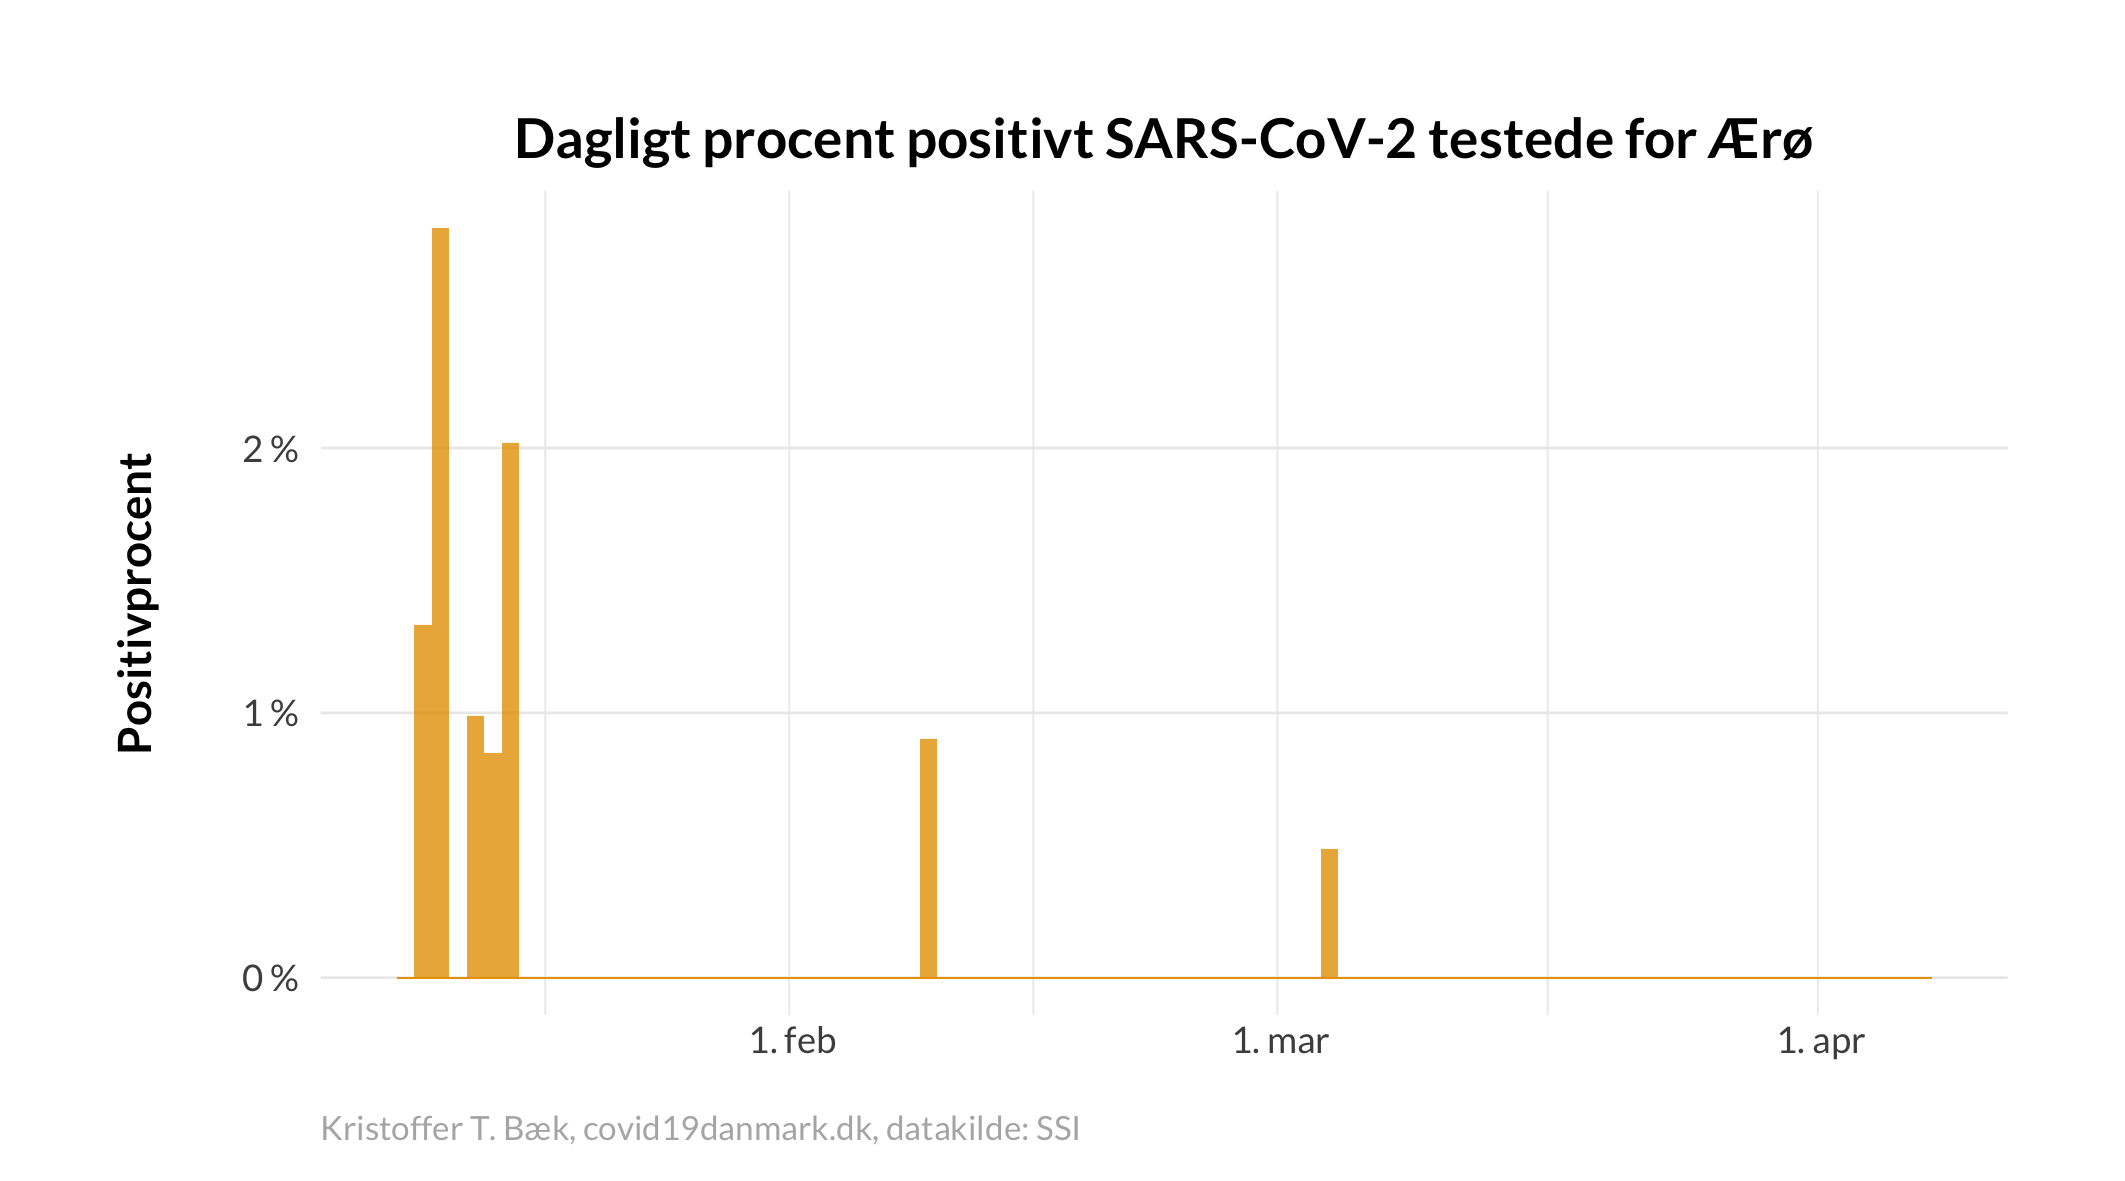 Dagligt procent positivt SARS-CoV-2 testede for Ærø
Positivprocent
2 %
1 %
0 %
1. feb
1. mar
1. apr
Kristoffer T. Bæk, covid19danmark.dk, datakilde: SSI